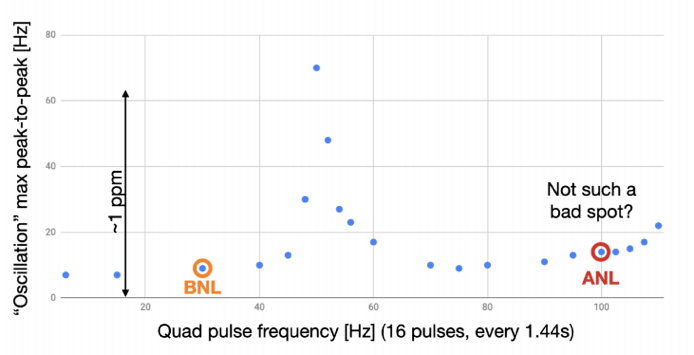 "Oscillation" max peak-to-peak [Hz]
80
60
40
20
0
~1 ppm
BNL
Not such a
bad spot?
ANL
20
40
60
80
100
Quad pulse frequency [Hz] (16 pulses, every 1.44s)